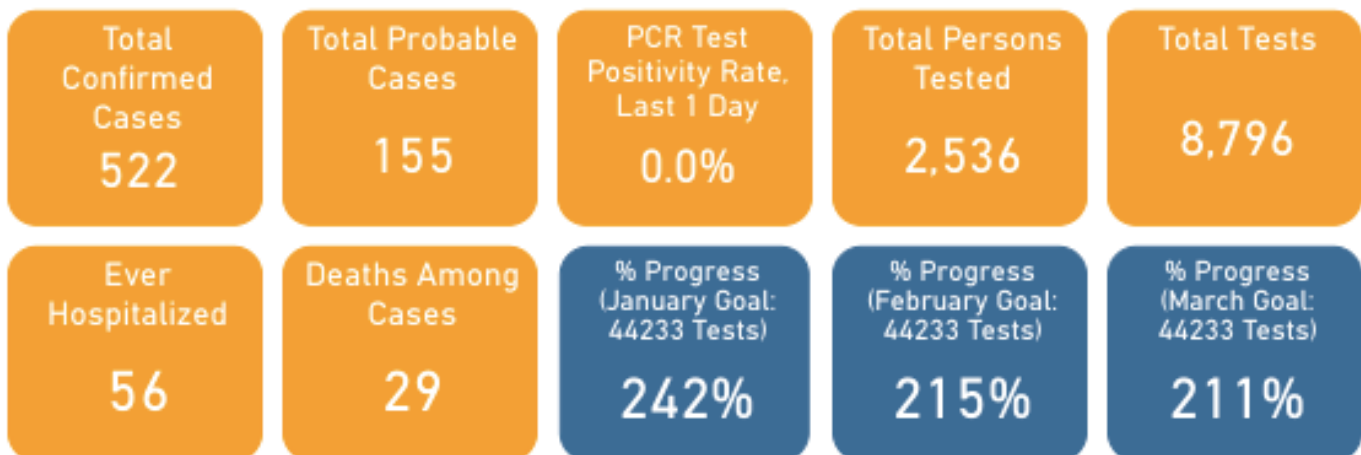 Total
Confirmed
Cases
522
Total Probable
Cases
155
PCR Test
Positivity Rate,
Last 1 Day
0.0%
Total Persons
Tested
2,536
Total Tests
8,796
Ever
Hospitalized
56
Deaths Among
Cases
29
% Progress
(January Goal:
44233 Tests)
242%
% Progress
(February Goal:
44233 Tests)
215%
% Progress
(March Goal:
44233 Tests)
211%